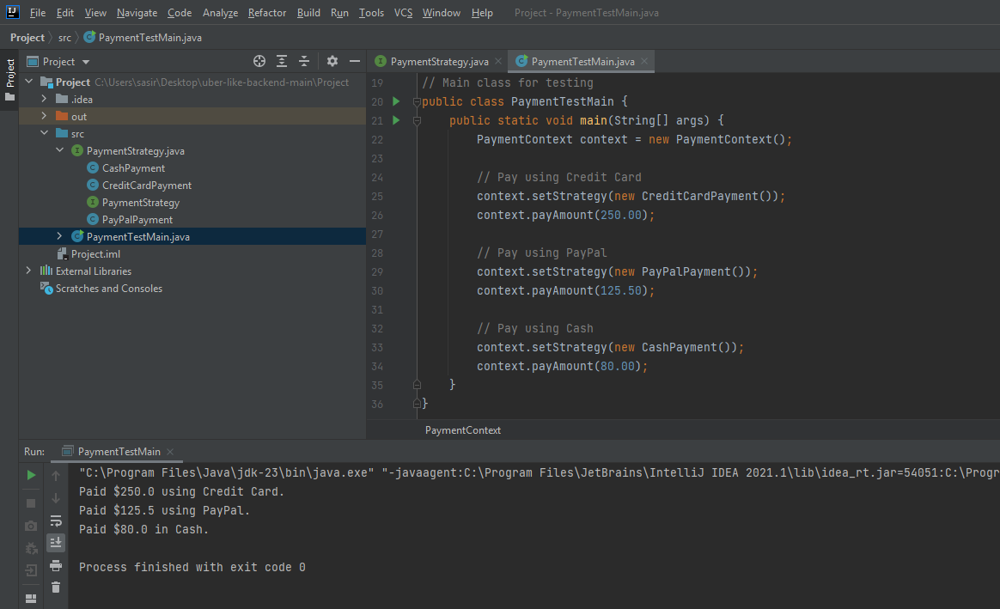 File Edit View Navigate Code Analyze Refactor Build Run Tools VCS Window Help Project - PaymentTestMain.java
Project src PaymentTestMain.java
Project
Project
Project C:\Users\sasir\Desktop\uber-like-backend-main\Project
.idea
out
src
PaymentStrategy.java
CashPayment
CreditCardPayment
PaymentStrategy
PayPalPayment
PaymentTestMain.java
Project.iml
External Libraries
Scratches and Consoles
PaymentStrategy.java PaymentTestMain.java
19 // Main class for testing
20 public class PaymentTestMain {
21 public static void main(String[] args) {
22 PaymentContext context = new PaymentContext();
23
24 // Pay using Credit Card
25 context.setStrategy(new CreditCardPayment());
26 context.payAmount(250.00);
27
28 // Pay using PayPal
29 context.setStrategy(new PayPalPayment());
30 context.payAmount(125.50);
31
32 // Pay using Cash
33 context.setStrategy(new CashPayment());
34 context.payAmount(80.00);
35 }
36 }
PaymentContext
Run: PaymentTestMain
"C:\Program Files\Java\jdk-23\bin\java.exe" "-javaagent:C:\Program Files\JetBrains\IntelliJ IDEA 2021.1\lib\idea_rt.jar=54051:C:\Progr
Paid $250.0 using Credit Card.
Paid $125.5 using PayPal.
Paid $80.0 in Cash.
Process finished with exit code 0